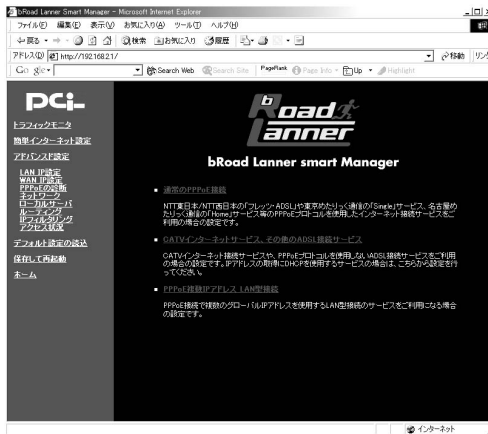 bRoad Lanner Smart Manager - Microsoft Internet Explorer
ファイル(F) 編集(E) 表示(V) お気に入り(A) ツール(T) ヘルプ(H)
戻る 検索 お気に入り 履歴
アドレス(D) http://192.168.2.1/ 移動 リンク
Google Search Web Search Site PageRank Page Info Up Highlight
PCi
トラフィックモニタ
簡単インターネット設定
アドバンスド設定
LAN IP設定
WAN IP設定
PPPoEの診断
ネットワーク
ローカルサーバ
ルーティング
IPフィルタリング
アクセス状況
デフォルト設定の読込
保存して再起動
ホーム
bRoad
Lanner
bRoad Lanner smart Manager
通常のPPPoE接続
NTT東日本/NTT西日本の「フレッツ・ADSL」や東京めたりっく通信の「Single」サービス、名古屋め
たりっく通信の「Home」サービス等のPPPoEプロトコルを使用したインターネット接続サービスをご
利用の場合の設定です。
CATVインターネットサービス、その他のADSL接続サービス
CATVインターネット接続サービスや、PPPoEプロトコルを使用しないADSL接続サービスをご利用
の場合の設定です。IPアドレスの取得にDHCPを使用するサービスの場合は、こちらから設定を行
ってください。
PPPoE複数IPアドレス LAN型接続
PPPoE接続で複数のグローバルIPアドレスを使用するLAN型接続のサービスをご利用になる場合
の設定です。
インターネット